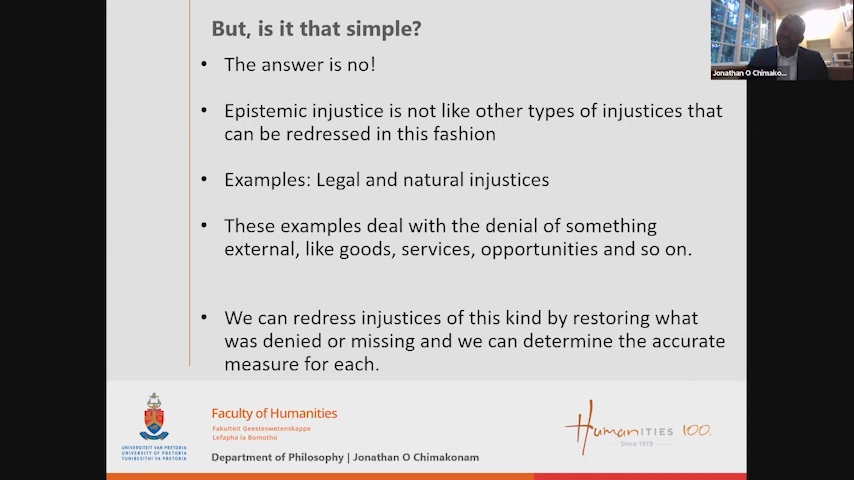 But, is it that simple?
• The answer is no!
• Epistemic injustice is not like other types of injustices that
can be redressed in this fashion
• Examples: Legal and natural injustices
• These examples deal with the denial of something
external, like goods, services, opportunities and so on.
• We can redress injustices of this kind by restoring what
was denied or missing and we can determine the accurate
measure for each.
Jonathan O Chimako...
UNIVERSITEIT VAN PRETORIA
UNIVERSITY OF PRETORIA
YUNIBESITHI YA PRETORIA
Faculty of Humanities
Fakulteit Geesteswetenskappe
Lefapha la Bomotho
Department of Philosophy | Jonathan O Chimakonam
Humanities 100.
Since 1919